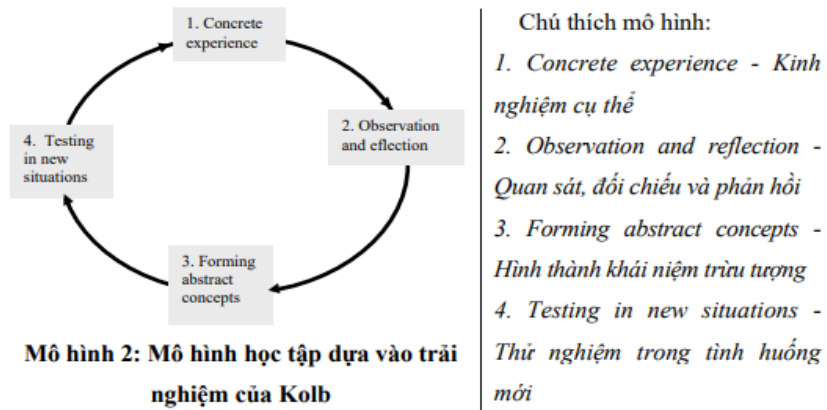 1. Concrete
experience
2. Observation
and eflection
3. Forming
abstract
concepts
4. Testing
in new
situations
Mô hình 2: Mô hình học tập dựa vào trải
nghiệm của Kolb
Chú thích mô hình:
1. Concrete experience - Kinh
nghiệm cụ thể
2. Observation and reflection -
Quan sát, đối chiếu và phản hồi
3. Forming abstract concepts -
Hình thành khái niệm trừu tượng
4. Testing in new situations -
Thử nghiệm trong tình huống
mới